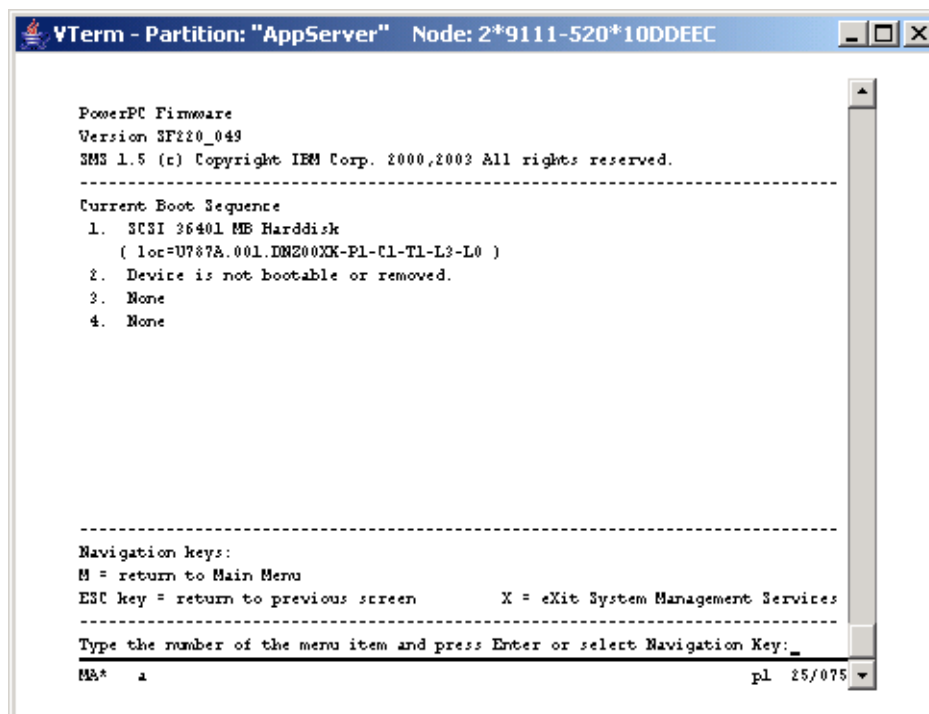 VTerm - Partition: "AppServer" Node: 2*9111-520*10DDEEC
PowerPC Firmware
Version SF220_049
SMS 1.5 (c) Copyright IBM Corp. 2000,2003 All rights reserved.
-------------------------------------------------------------------------------
Current Boot Sequence
1. SCSI 36401 MB Harddisk
( loc=U787A.001.DNZ00XK-P1-C1-T1-L3-L0 )
2. Device is not bootable or removed.
3. None
4. None
-------------------------------------------------------------------------------
Navigation keys:
M = return to Main Menu
ESC key = return to previous screen X = eXit System Management Services
-------------------------------------------------------------------------------
Type the number of the menu item and press Enter or select Navigation Key:_
MA* a pl 25/075